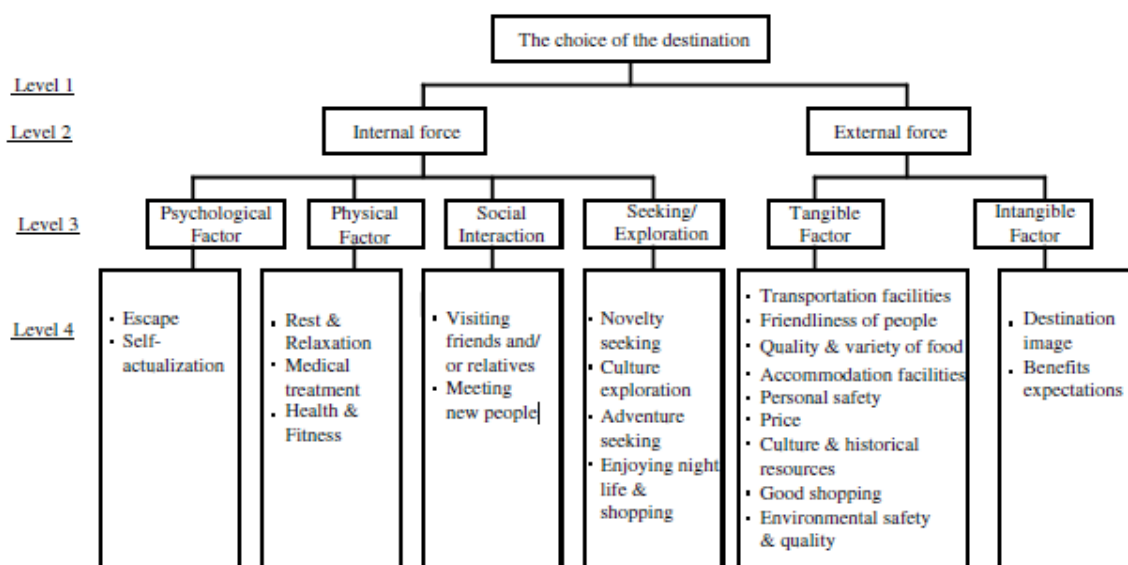 The choice of the destination
Level 1
Level 2
Internal force
External force
Level 3
Psychological
Factor
Physical
Factor
Social
Interaction
Seeking/
Exploration
Tangible
Factor
Intangible
Factor
Level 4
· Escape
· Self-
actualization
· Rest &
Relaxation
· Medical
treatment
· Health &
Fitness
· Visiting
friends and/
or relatives
· Meeting
new people
· Novelty
seeking
· Culture
exploration
· Adventure
seeking
· Enjoying night
life &
shopping
· Transportation facilities
· Friendliness of people
· Quality & variety of food
· Accommodation facilities
· Personal safety
· Price
· Culture & historical
resources
· Good shopping
· Environmental safety
& quality
· Destination
image
· Benefits
expectations